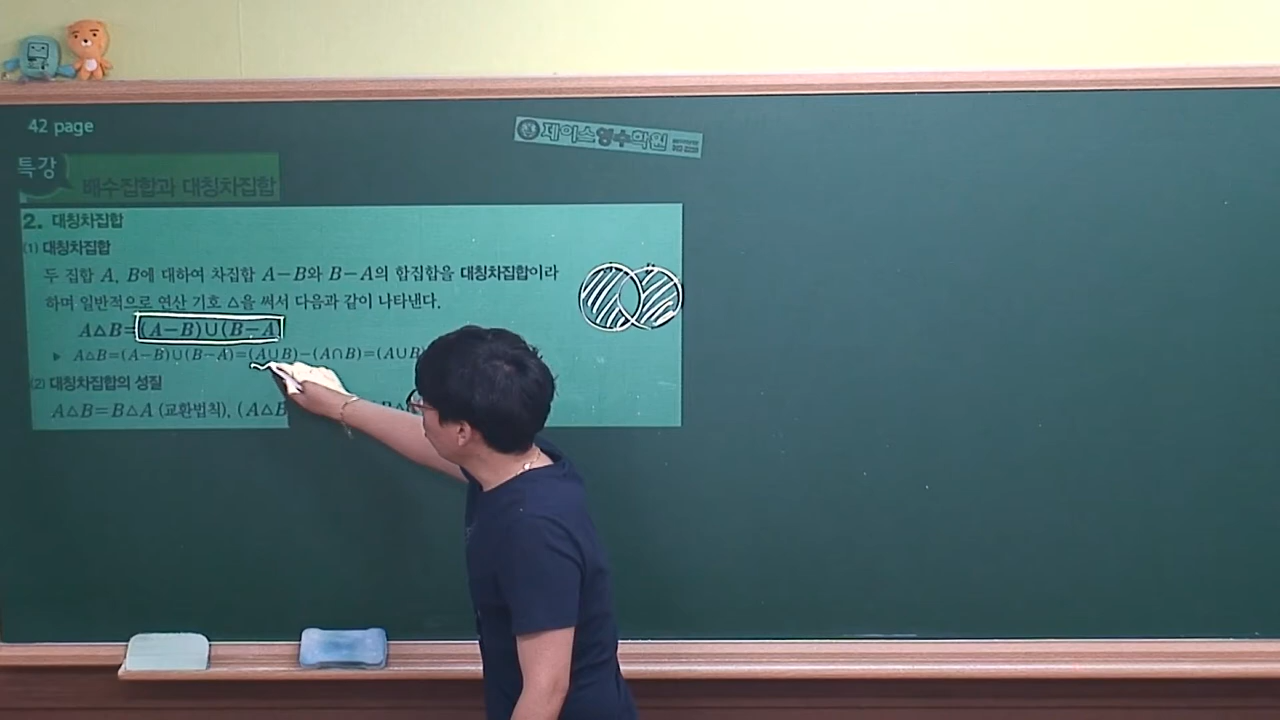 42 page
제이스영수학원
특강
배수집합과 대칭차집합
2. 대칭차집합
(1) 대칭차집합
두 집합 A, B에 대하여 차집합 A-B와 B-A의 합집합을 대칭차집합이라
하며 일반적으로 연산 기호 △을 써서 다음과 같이 나타낸다.
A△B=(A-B)∪(B-A)
▶ A△B=(A-B)∪(B-A)=(A∪B)-(A∩B)=(A∪B
(2) 대칭차집합의 성질
A△B=B△A (교환법칙), (A△B